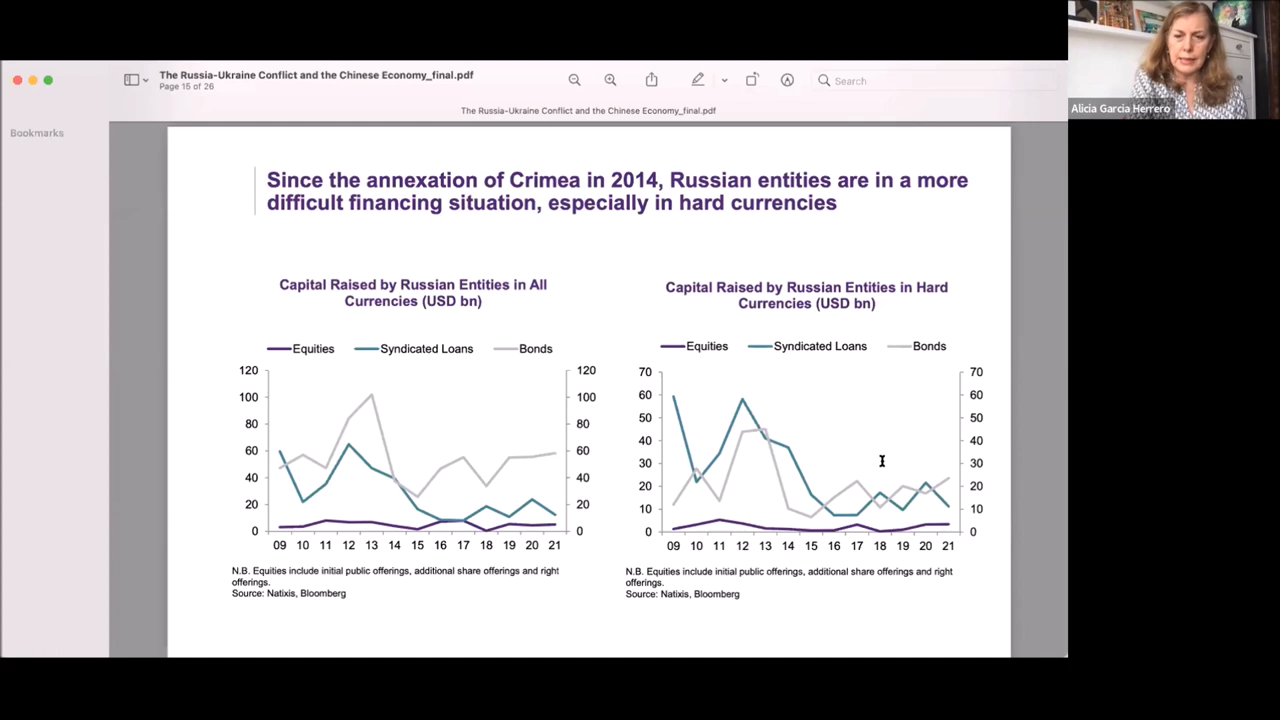 The Russia-Ukraine Conflict and the Chinese Economy_final.pdf
Page 15 of 26
Search
Alicia Garcia Herrero
The Russia-Ukraine Conflict and the Chinese Economy_final.pdf
Bookmarks
Since the annexation of Crimea in 2014, Russian entities are in a more
difficult financing situation, especially in hard currencies
Capital Raised by Russian Entities in All
Currencies (USD bn)
Equities Syndicated Loans Bonds
120 120
100 100
80 80
60 60
40 40
20 20
0 0
09 10 11 12 13 14 15 16 17 18 19 20 21
N.B. Equities include initial public offerings, additional share offerings and right
offerings.
Source: Natixis, Bloomberg
Capital Raised by Russian Entities in Hard
Currencies (USD bn)
Equities Syndicated Loans Bonds
70 70
60 60
50 50
40 40
30 30
20 20
10 10
0 0
09 10 11 12 13 14 15 16 17 18 19 20 21
N.B. Equities include initial public offerings, additional share offerings and right
offerings.
Source: Natixis, Bloomberg